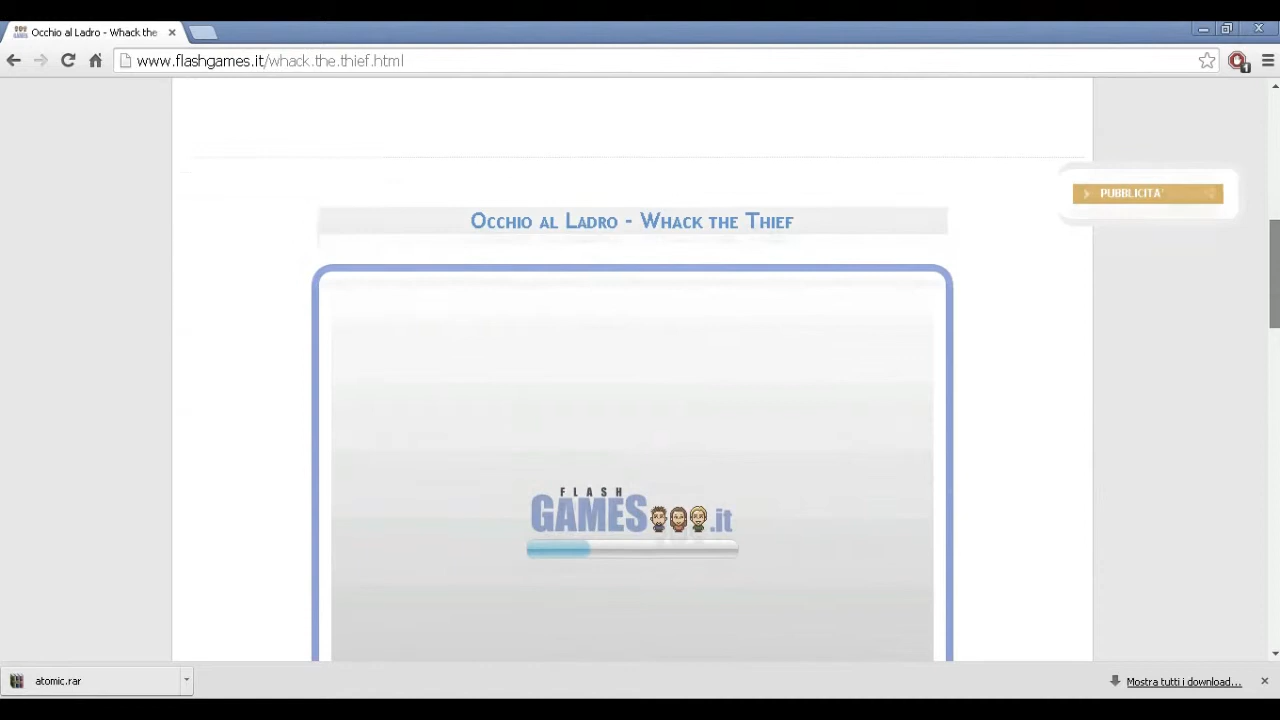 Occhio al Ladro - Whack the
www.flashgames.it/whack.the.thief.html
1
PUBBLICITA'
Occhio al Ladro - Whack the Thief
FLASH
GAMES.it
atomic.rar
Mostra tutti i download...